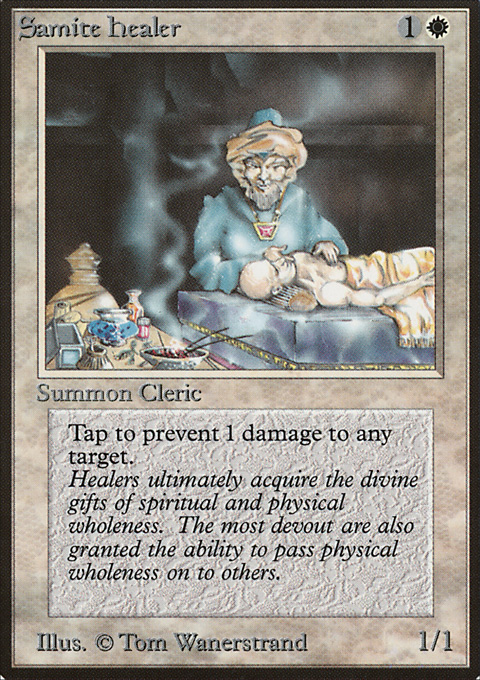 Samite Healer 1
Summon Cleric
Tap to prevent 1 damage to any
target.
Healers ultimately acquire the divine
gifts of spiritual and physical
wholeness. The most devout are also
granted the ability to pass physical
wholeness on to others.
Illus. © Tom Wanerstrand 1/1